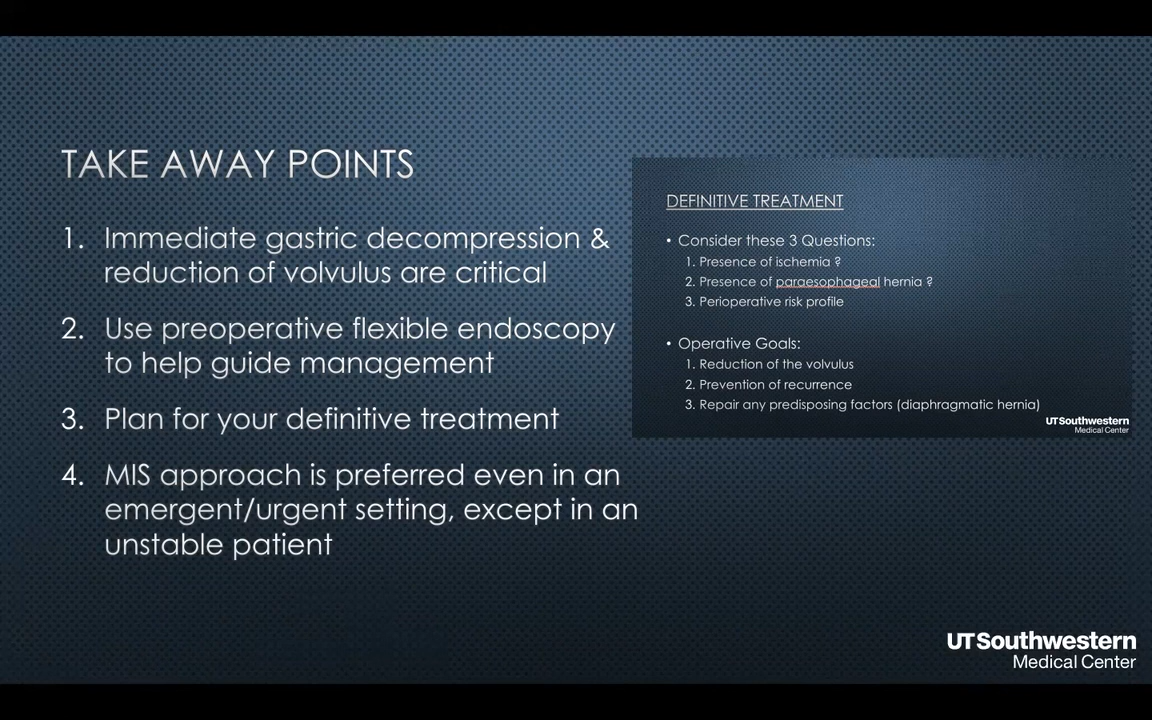 TAKE AWAY POINTS
1. Immediate gastric decompression &
reduction of volvulus are critical
2. Use preoperative flexible endoscopy
to help guide management
3. Plan for your definitive treatment
4. MIS approach is preferred even in an
emergent/urgent setting, except in an
unstable patient
DEFINITIVE TREATMENT
• Consider these 3 Questions:
1. Presence of ischemia ?
2. Presence of paraesophageal hernia ?
3. Perioperative risk profile
• Operative Goals:
1. Reduction of the volvulus
2. Prevention of recurrence
3. Repair any predisposing factors (diaphragmatic hernia)
UTSouthwestern
Medical Center
UTSouthwestern
Medical Center